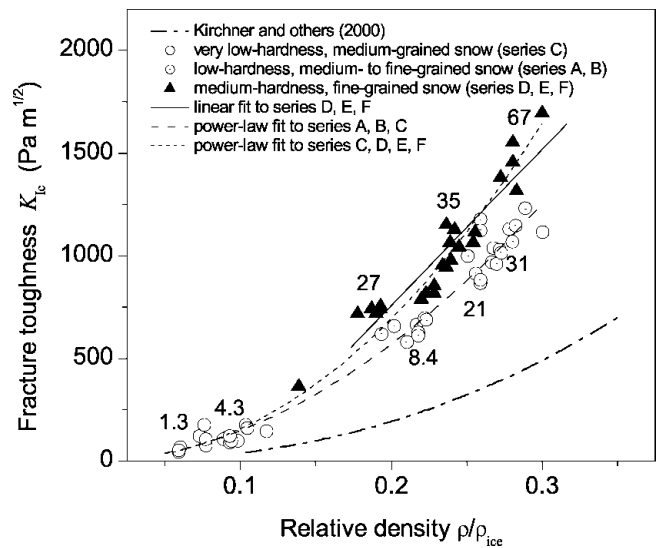 Kirchner and others (2000)
very low-hardness, medium-grained snow (series C)
low-hardness, medium- to fine-grained snow (series A, B)
medium-hardness, fine-grained snow (series D, E, F)
linear fit to series D, E, F
power-law fit to series A, B, C
power-law fit to series C, D, E, F
2000
1500
1000
500
0
Fracture toughness K_Ic (Pa m^1/2)
67
35
31
27
21
8.4
4.3
1.3
0.1
0.2
0.3
Relative density ρ/ρ_ice